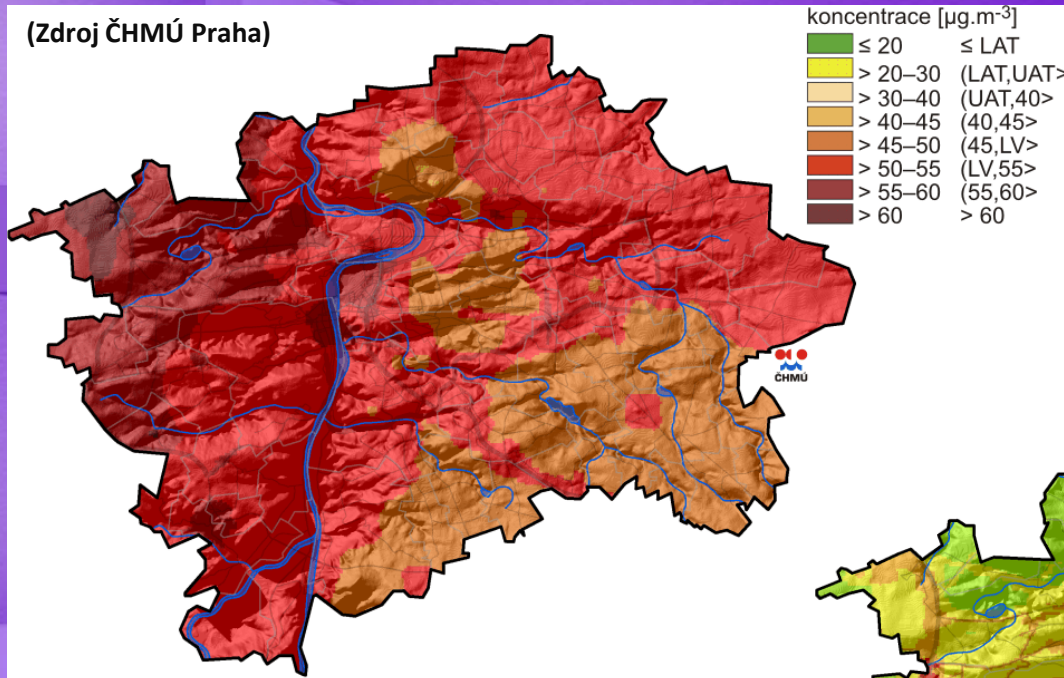 (Zdroj ČHMÚ Praha)
koncentrace [µg.m-3]
≤ 20 ≤ LAT
> 20–30 (LAT,UAT>
> 30–40 (UAT,40>
> 40–45 (40,45>
> 45–50 (45,LV>
> 50–55 (LV,55>
> 55–60 (55,60>
> 60 > 60
ČHMÚ